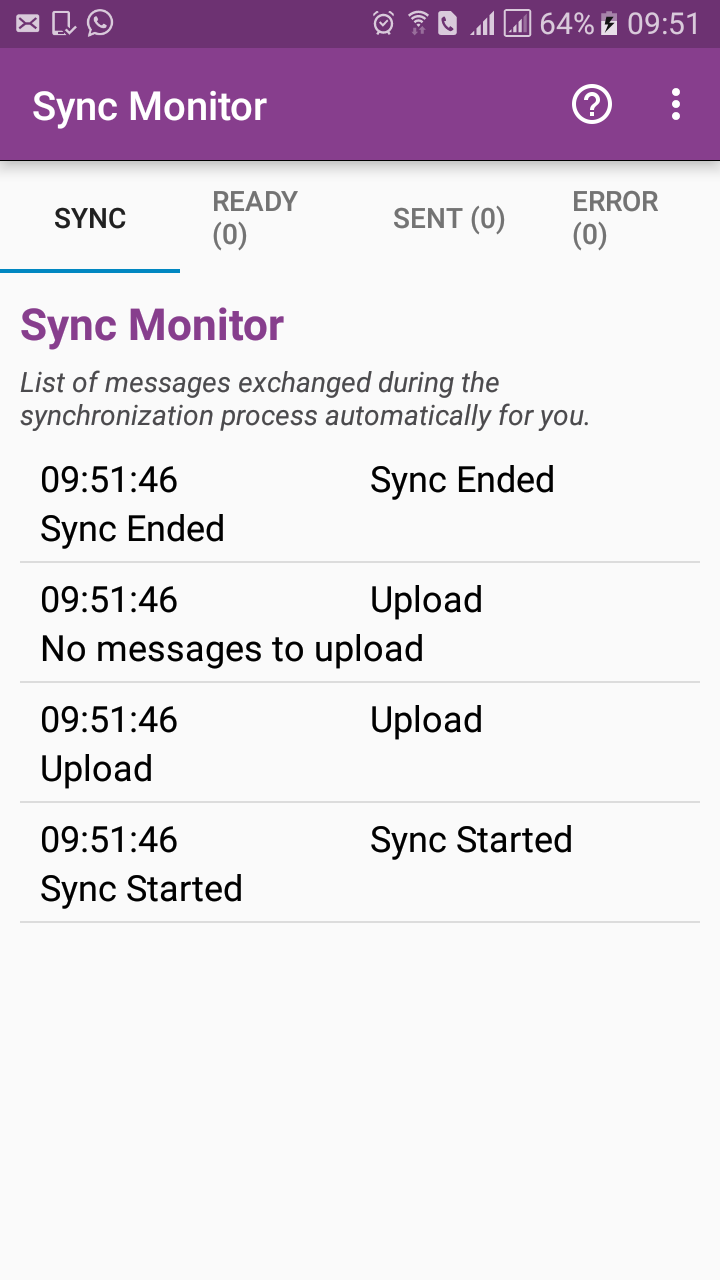 64% 09:51
Sync Monitor
SYNC
READY
(0)
SENT (0)
ERROR
(0)
Sync Monitor
List of messages exchanged during the
synchronization process automatically for you.
09:51:46 Sync Ended
Sync Ended
09:51:46 Upload
No messages to upload
09:51:46 Upload
Upload
09:51:46 Sync Started
Sync Started